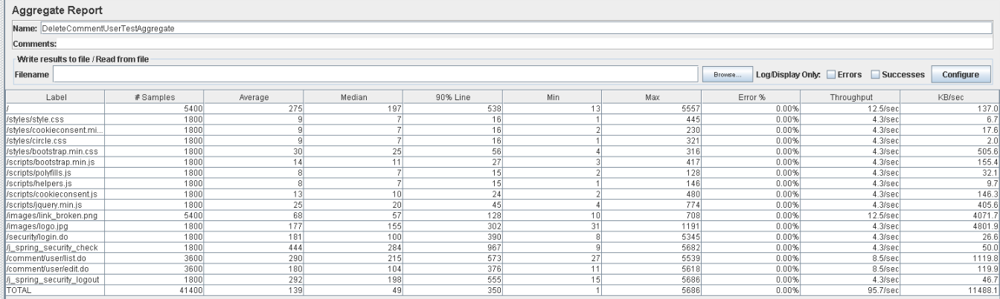 Aggregate Report
Name: DeleteCommentUserTestAggregate
Comments:
Write results to file / Read from file
Filename Browse... Log/Display Only: Errors Successes Configure
Label # Samples Average Median 90% Line Min Max Error % Throughput KB/sec
/ 5400 275 197 538 13 5557 0.00% 12.5/sec 137.0
/styles/style.css 1800 9 7 16 1 445 0.00% 4.3/sec 6.7
/styles/cookieconsent.mi... 1800 9 7 16 2 230 0.00% 4.3/sec 17.6
/styles/circle.css 1800 9 7 16 1 321 0.00% 4.3/sec 2.0
/styles/bootstrap.min.css 1800 30 25 56 4 316 0.00% 4.3/sec 505.6
/scripts/bootstrap.min.js 1800 14 11 27 3 417 0.00% 4.3/sec 155.4
/scripts/polyfills.js 1800 8 7 15 2 128 0.00% 4.3/sec 32.1
/scripts/helpers.js 1800 8 7 15 1 146 0.00% 4.3/sec 9.7
/scripts/cookieconsent.js 1800 13 10 24 2 480 0.00% 4.3/sec 146.3
/scripts/jquery.min.js 1800 25 20 45 4 774 0.00% 4.3/sec 405.6
/images/link_broken.png 5400 68 57 128 10 708 0.00% 12.5/sec 4071.7
/images/logo.jpg 1800 177 155 302 31 1191 0.00% 4.3/sec 4801.9
/security/login.do 1800 181 100 390 8 5345 0.00% 4.3/sec 26.6
/j_spring_security_check 1800 444 284 967 9 5682 0.00% 4.3/sec 50.0
/comment/user/list.do 3600 290 215 573 27 5539 0.00% 8.5/sec 1119.8
/comment/user/edit.do 3600 180 104 376 11 5618 0.00% 8.5/sec 119.9
/j_spring_security_logout 1800 292 198 555 15 5686 0.00% 4.3/sec 46.7
TOTAL 41400 139 49 350 1 5686 0.00% 95.7/sec 11488.1